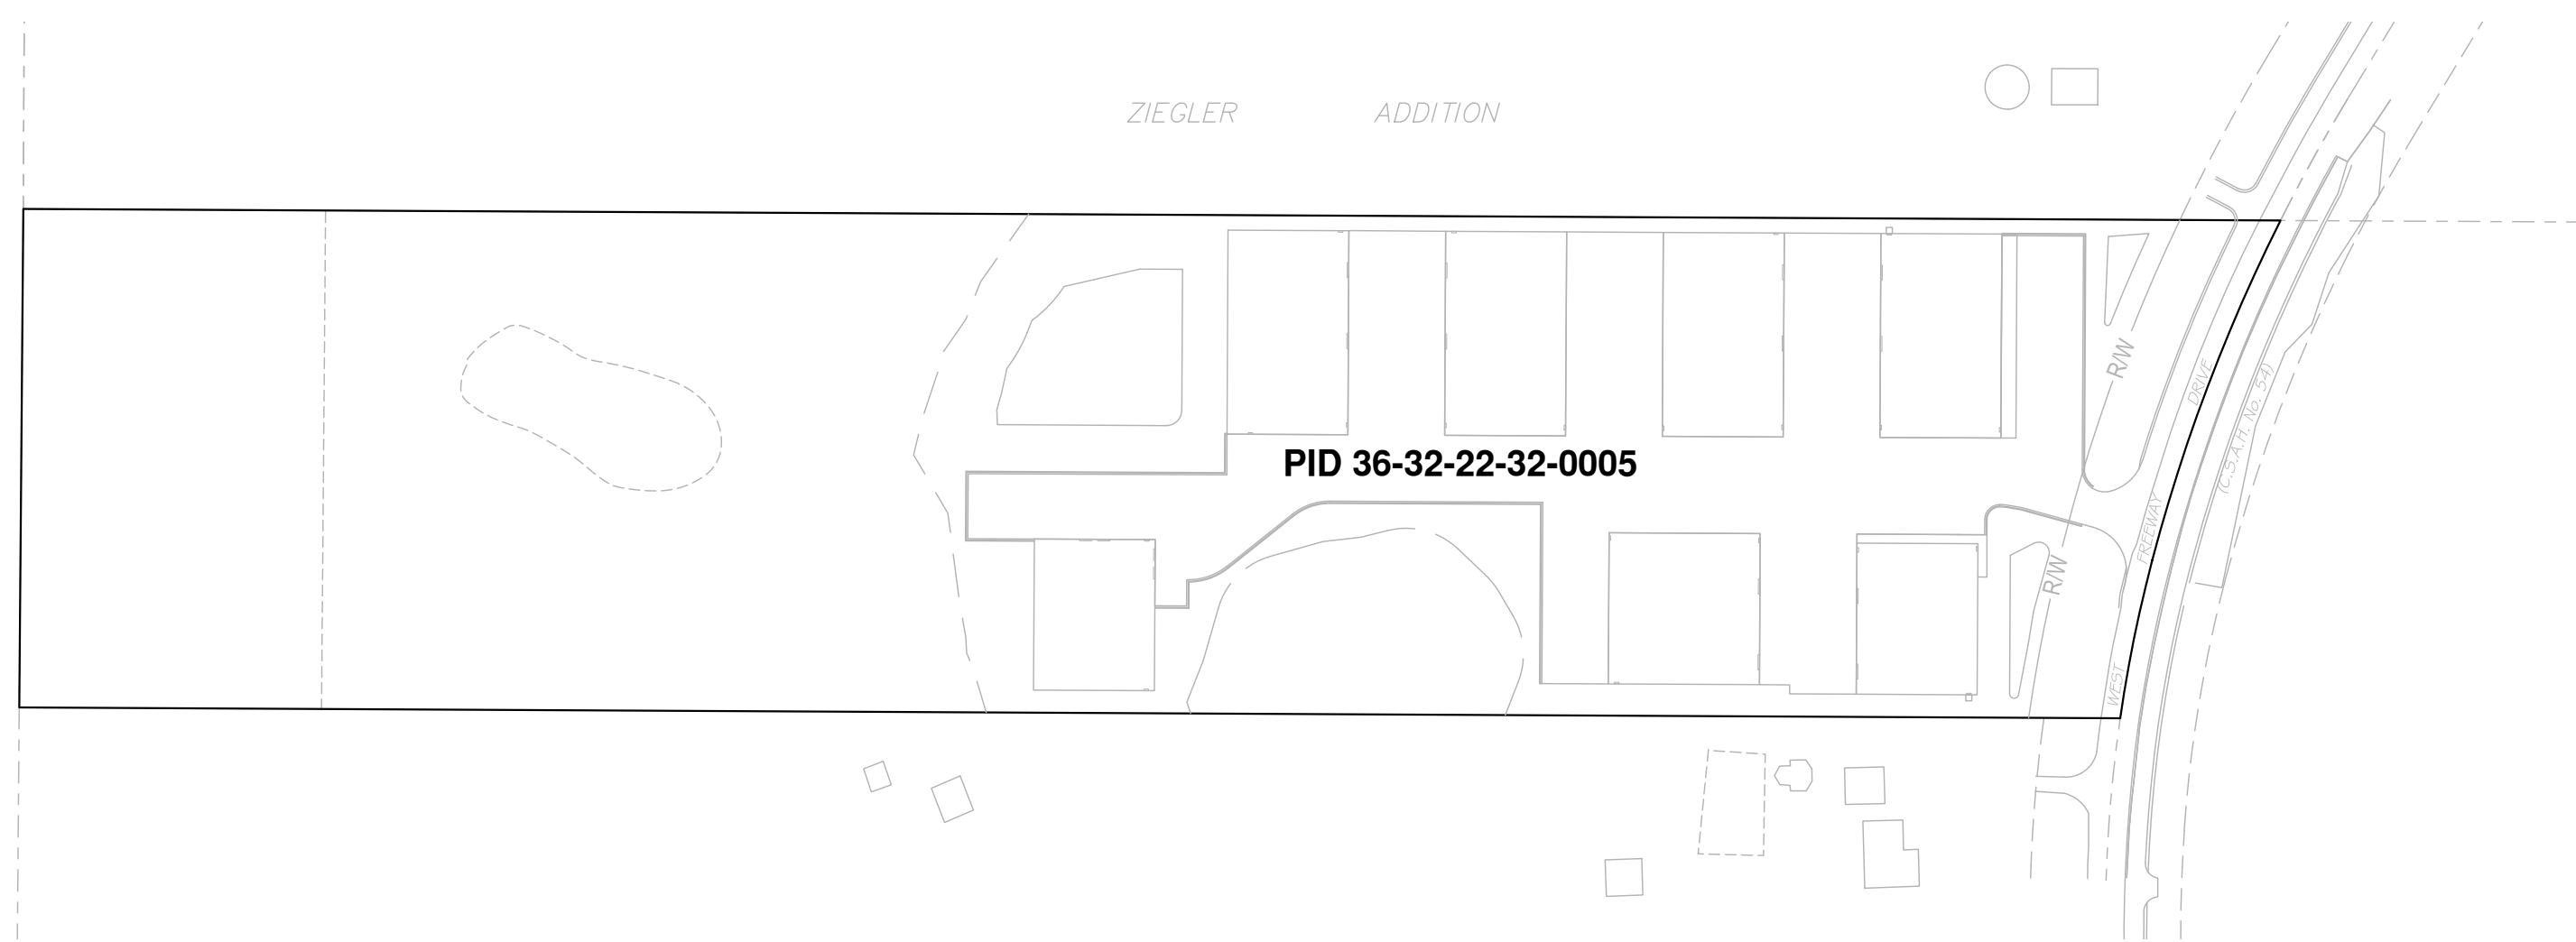 ZIEGLER ADDITION
PID 36-32-22-32-0005
R/W
R/W
WEST FREEWAY DRIVE
(C.S.A.H. No. 54)